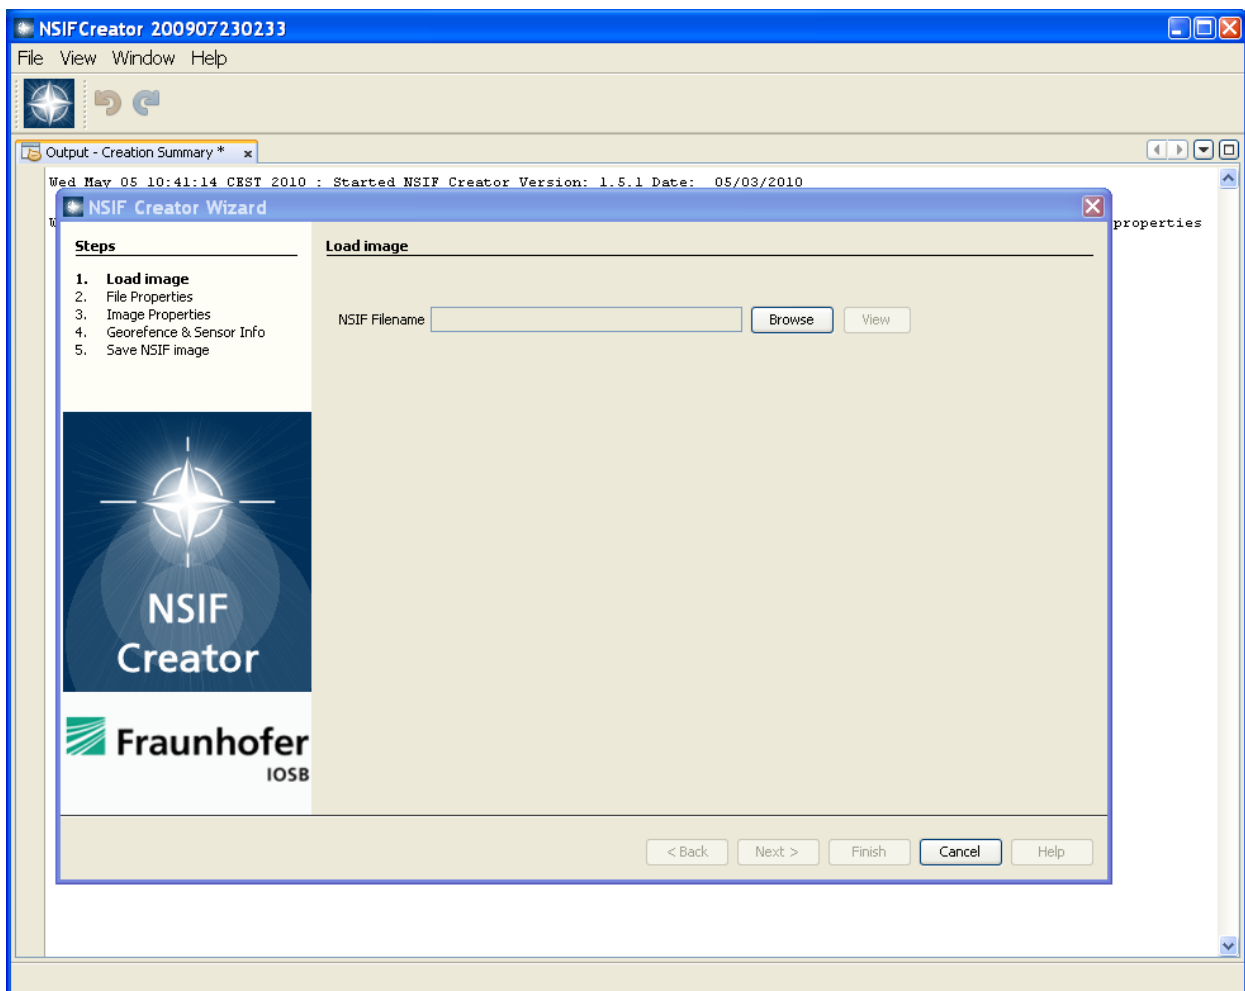 NSIFCreator 200907230233
File View Window Help
Output - Creation Summary * x
Wed May 05 10:41:14 CEST 2010 : Started NSIF Creator Version: 1.5.1 Date: 05/03/2010
NSIF Creator Wizard
properties
Steps
1. Load image
2. File Properties
3. Image Properties
4. Georefence & Sensor Info
5. Save NSIF image
Load image
NSIF Filename Browse View
NSIF
Creator
Fraunhofer
IOSB
< Back Next > Finish Cancel Help